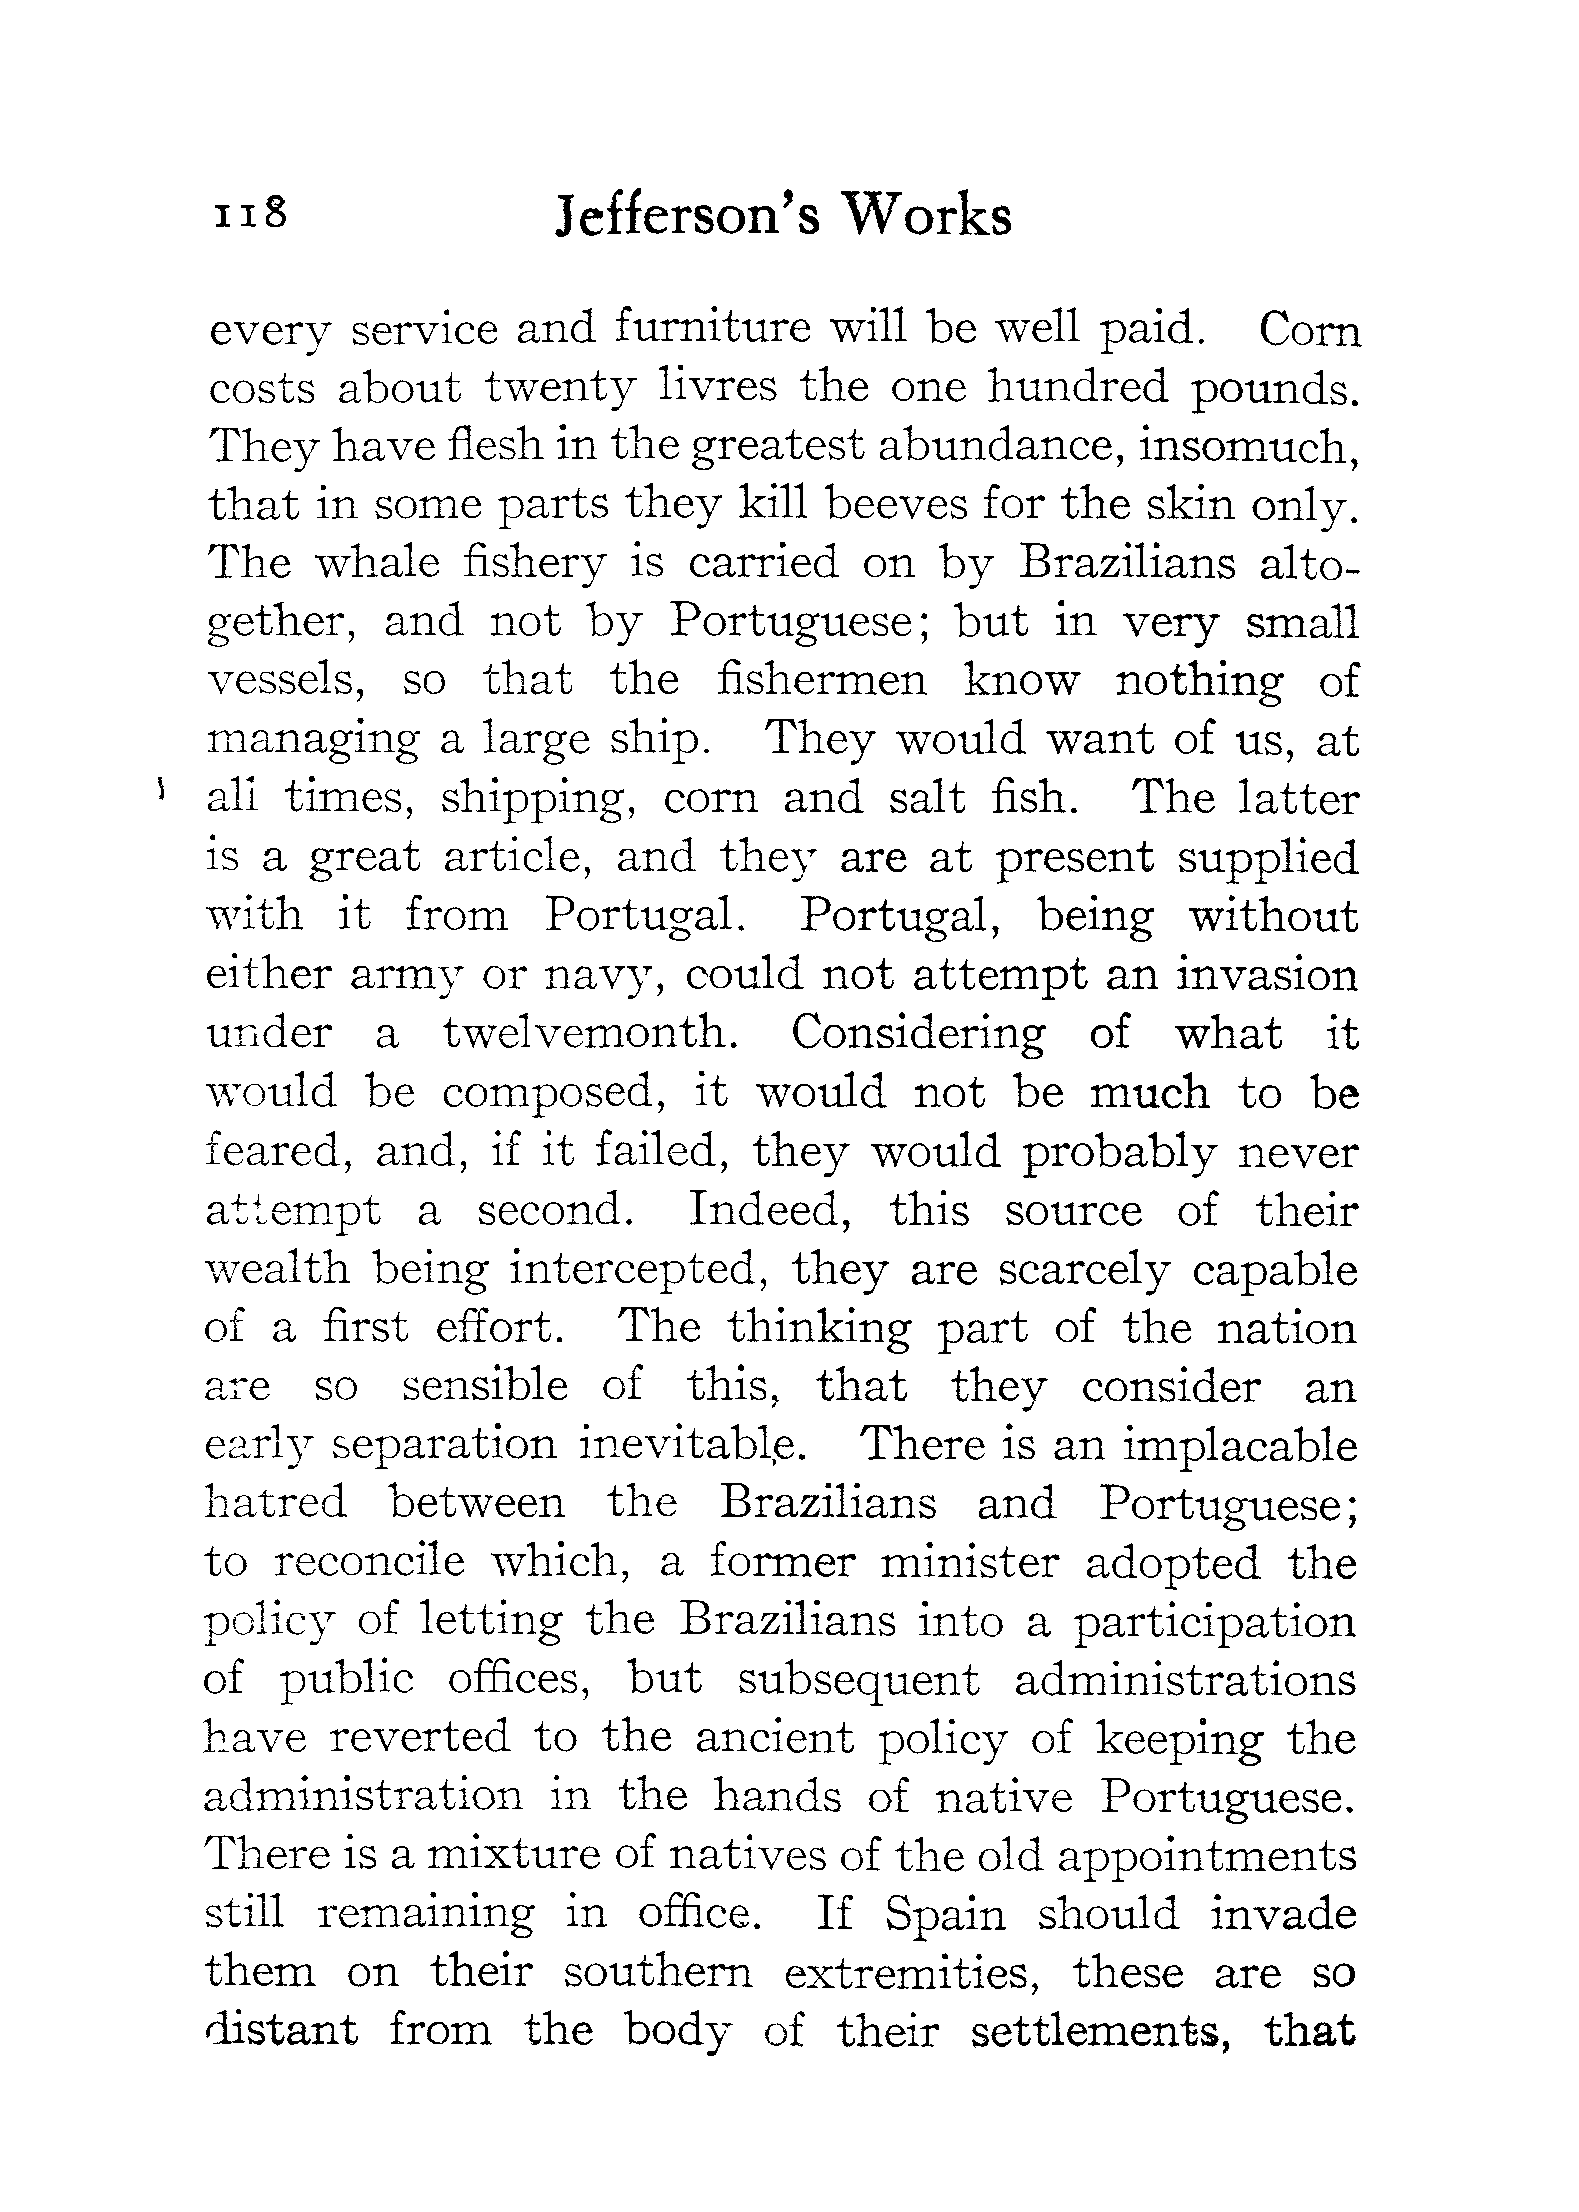 118 Jefferson's Works
every service and furniture will be well paid. Corn
costs about twenty livres the one hundred pounds.
They have flesh in the greatest abundance, insomuch,
that in some parts they kill beeves for the skin only.
The whale fishery is carried on by Brazilians alto-
gether, and not by Portuguese; but in very small
vessels, so that the fishermen know nothing of
managing a large ship. They would want of us, at
all times, shipping, corn and salt fish. The latter
is a great article, and they are at present supplied
with it from Portugal. Portugal, being without
either army or navy, could not attempt an invasion
under a twelvemonth. Considering of what it
would be composed, it would not be much to be
feared, and, if it failed, they would probably never
attempt a second. Indeed, this source of their
wealth being intercepted, they are scarcely capable
of a first effort. The thinking part of the nation
are so sensible of this, that they consider an
early separation inevitable. There is an implacable
hatred between the Brazilians and Portuguese;
to reconcile which, a former minister adopted the
policy of letting the Brazilians into a participation
of public offices, but subsequent administrations
have reverted to the ancient policy of keeping the
administration in the hands of native Portuguese.
There is a mixture of natives of the old appointments
still remaining in office. If Spain should invade
them on their southern extremities, these are so
distant from the body of their settlements, that